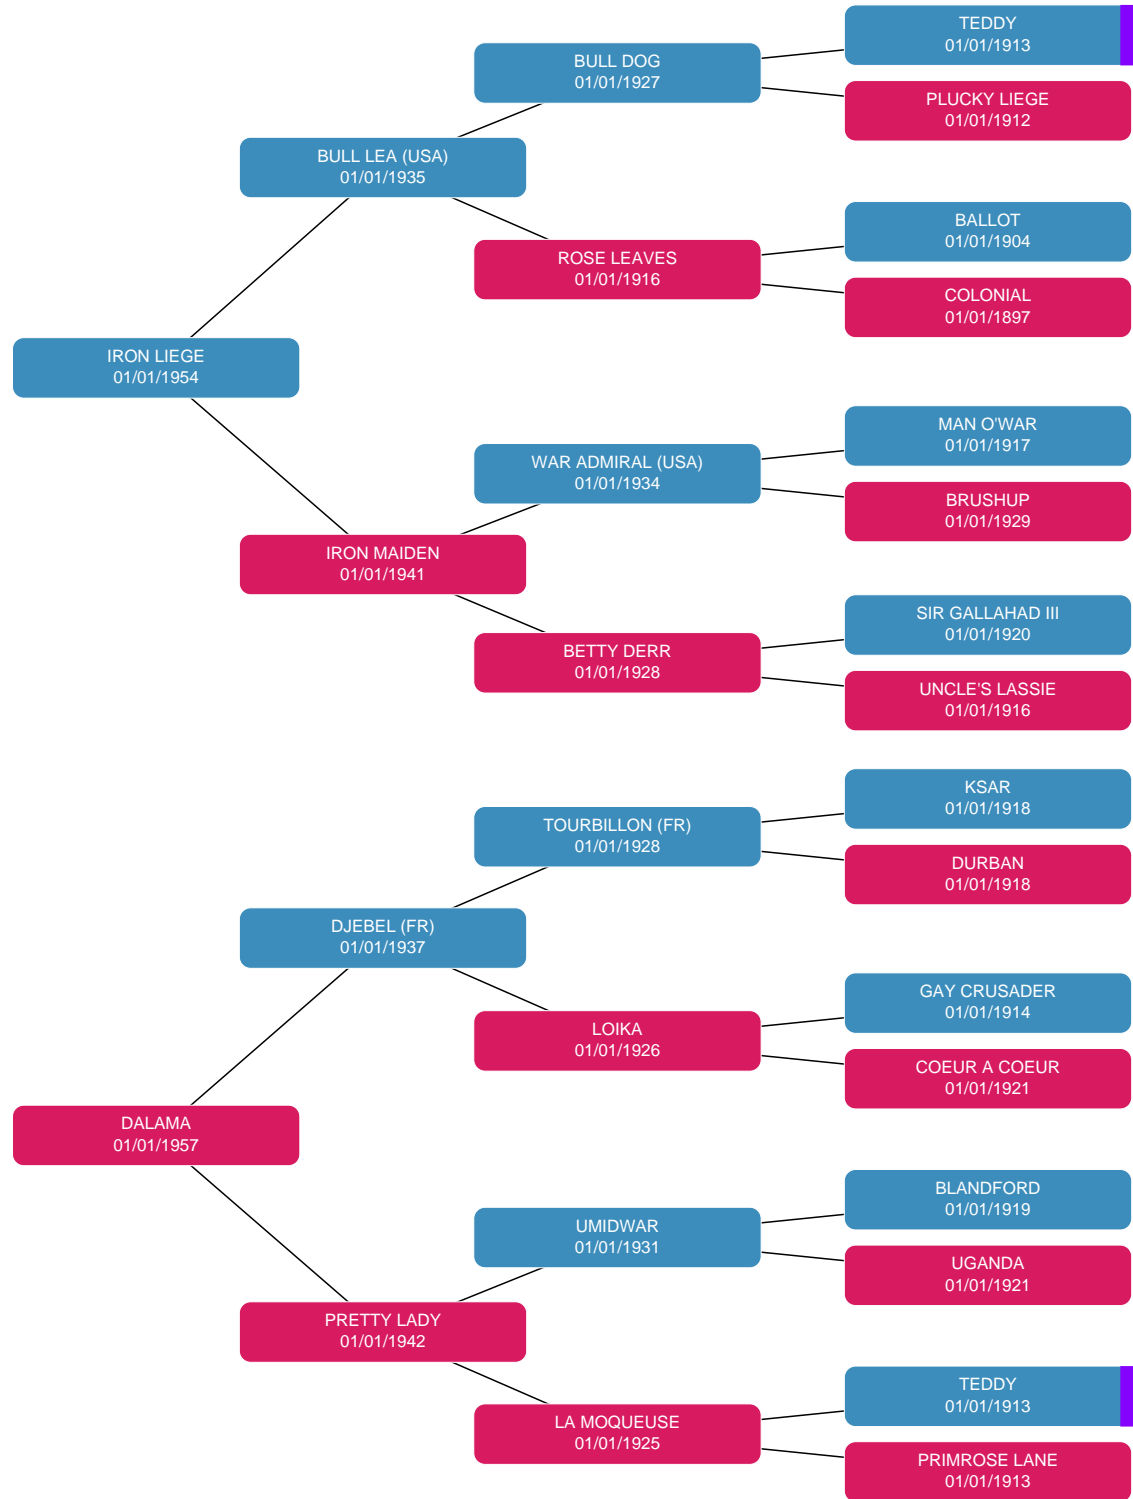 TEDDY
01/01/1913
BULL DOG
01/01/1927
PLUCKY LIEGE
01/01/1912
BULL LEA (USA)
01/01/1935
BALLOT
01/01/1904
ROSE LEAVES
01/01/1916
COLONIAL
01/01/1897
IRON LIEGE
01/01/1954
MAN O'WAR
01/01/1917
WAR ADMIRAL (USA)
01/01/1934
BRUSHUP
01/01/1929
IRON MAIDEN
01/01/1941
SIR GALLAHAD III
01/01/1920
BETTY DERR
01/01/1928
UNCLE'S LASSIE
01/01/1916
KSAR
01/01/1918
TOURBILLON (FR)
01/01/1928
DURBAN
01/01/1918
DJEBEL (FR)
01/01/1937
GAY CRUSADER
01/01/1914
LOIKA
01/01/1926
COEUR A COEUR
01/01/1921
DALAMA
01/01/1957
BLANDFORD
01/01/1919
UMIDWAR
01/01/1931
UGANDA
01/01/1921
PRETTY LADY
01/01/1942
TEDDY
01/01/1913
LA MOQUEUSE
01/01/1925
PRIMROSE LANE
01/01/1913